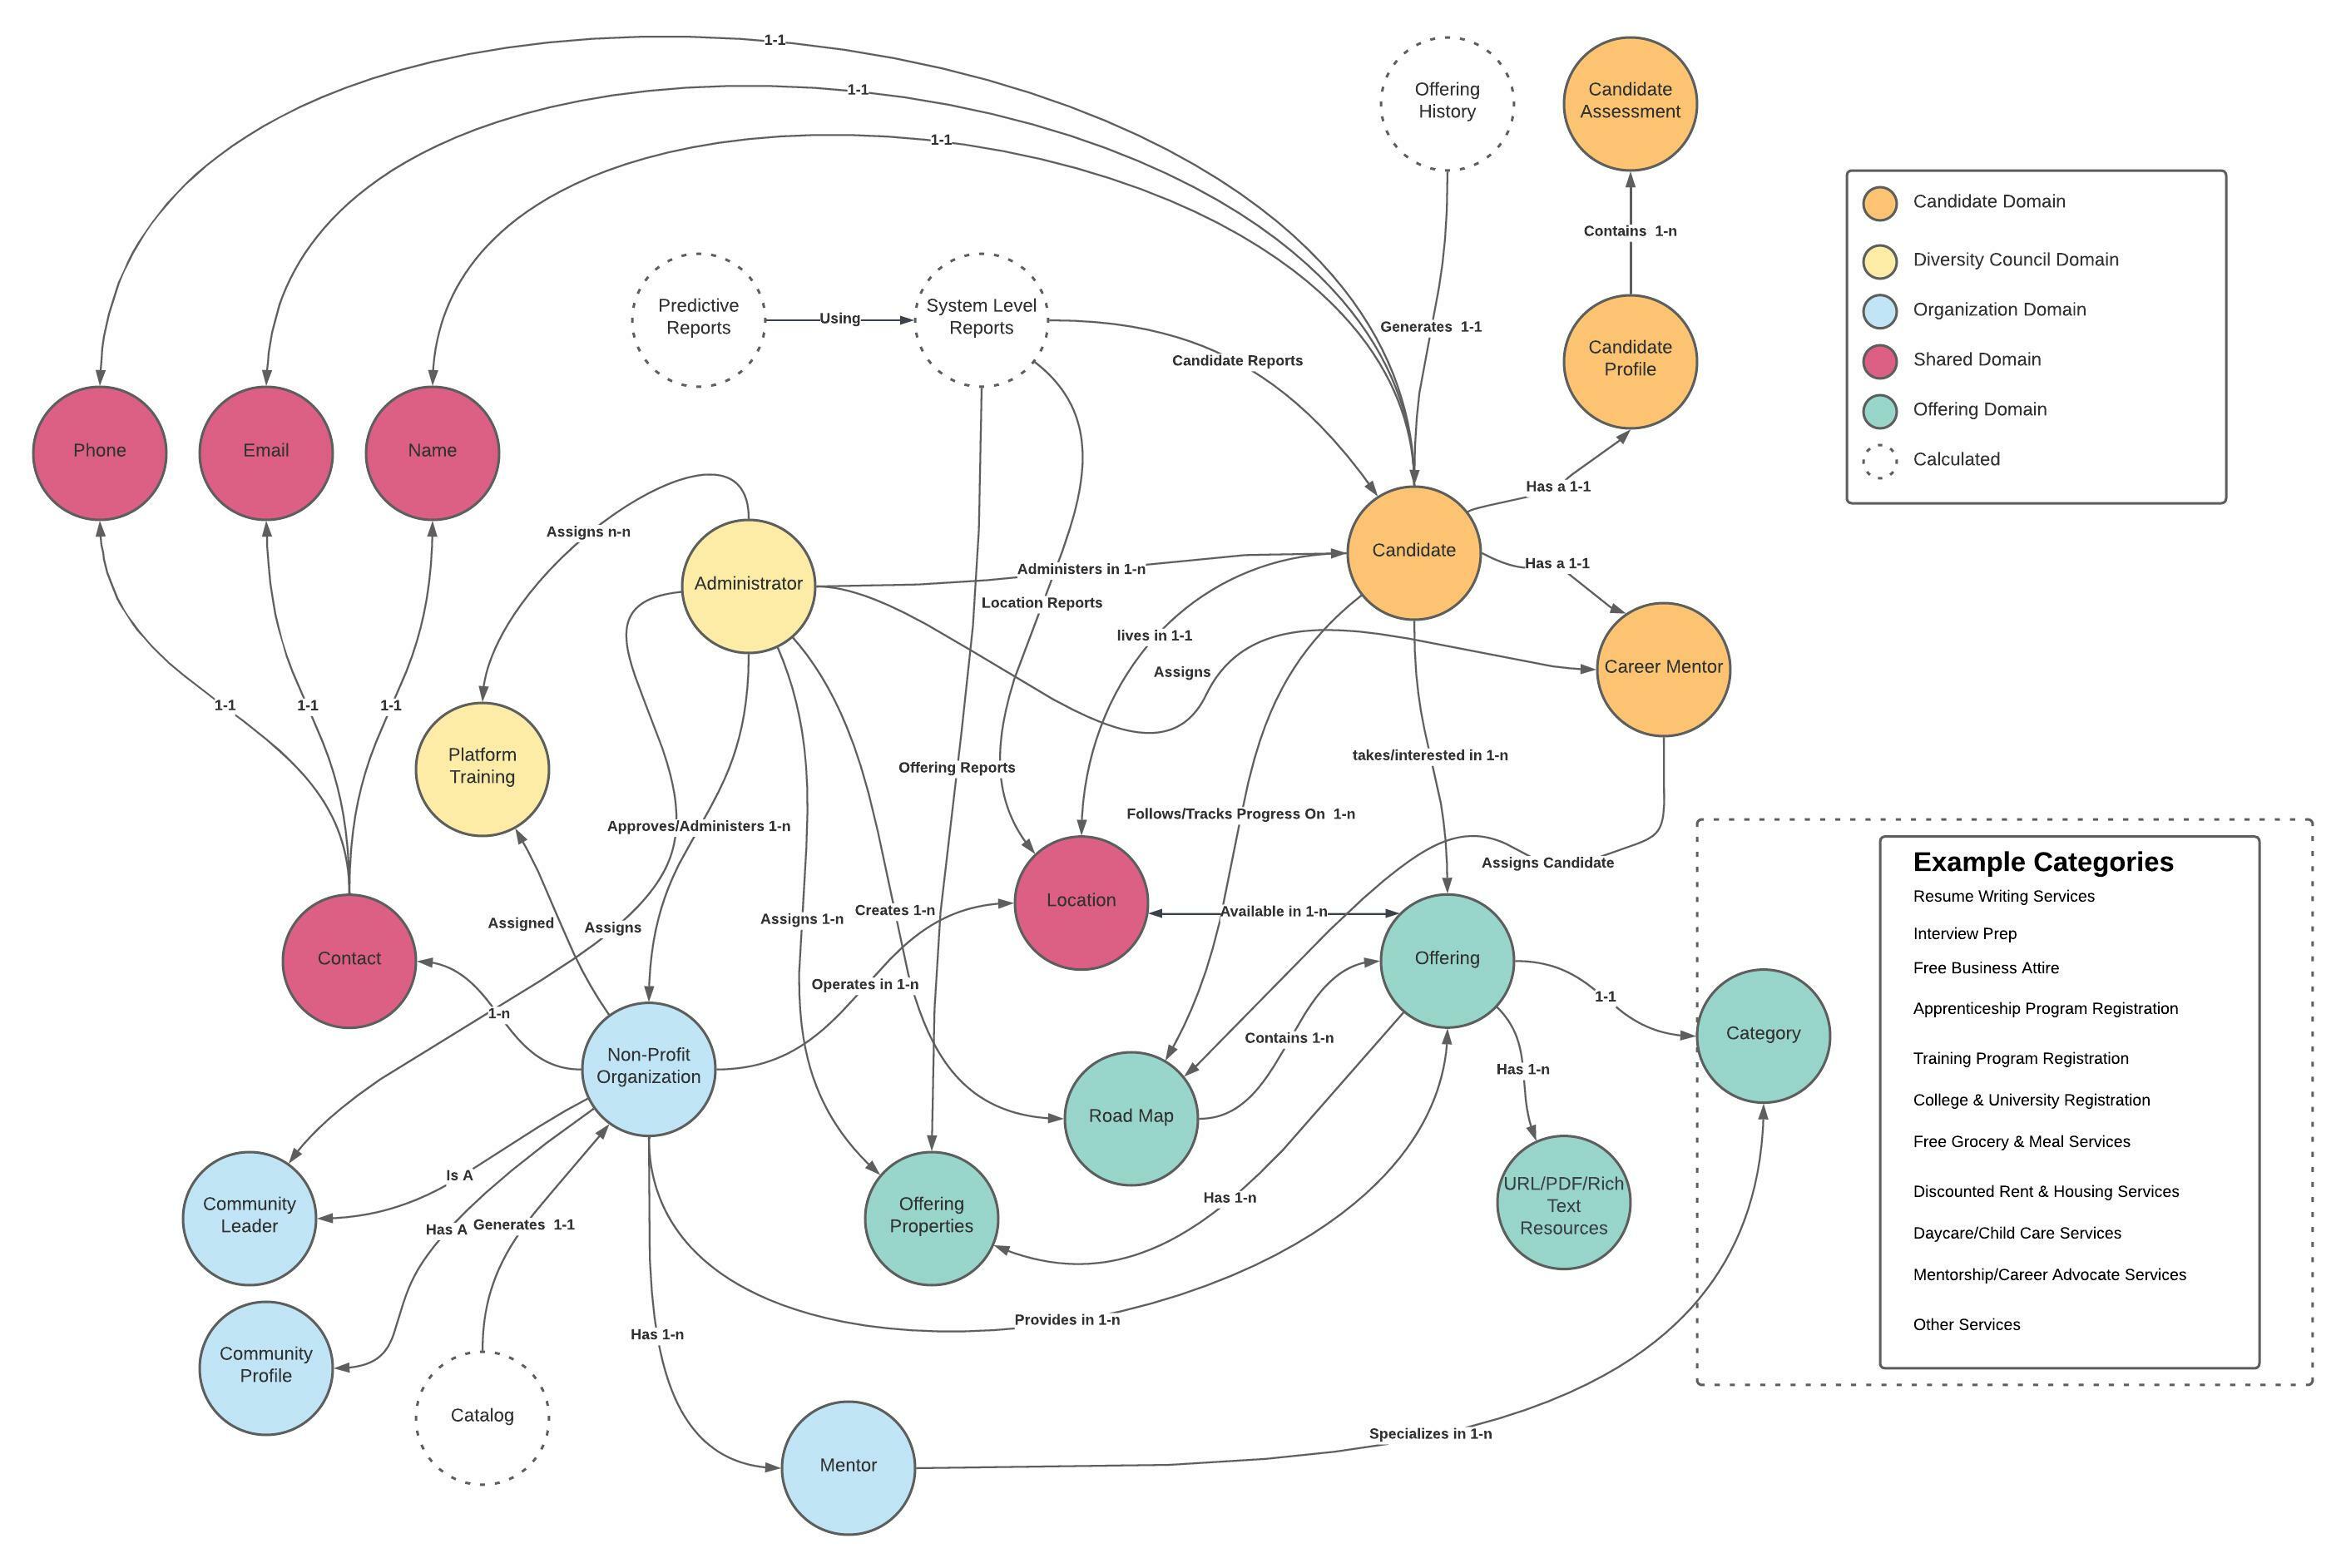 1-1
1-1
1-1
Offering
History
Candidate
Assessment
Candidate Domain
Diversity Council Domain
Organization Domain
Shared Domain
Offering Domain
Calculated
Contains  1-n
Predictive
Reports
Using
System Level
Reports
Generates  1-1
Candidate
Profile
Candidate Reports
Phone
Email
Name
Has a 1-1
Assigns n-n
Candidate
Administrator
Administers in 1-n
Has a 1-1
Location Reports
lives in 1-1
Assigns
Career Mentor
1-1
1-1
1-1
Platform
Training
Offering Reports
takes/interested in 1-n
Follows/Tracks Progress On  1-n
Approves/Administers 1-n
Assigns Candidate
Example Categories
Resume Writing Services
Interview Prep
Free Business Attire
Apprenticeship Program Registration
Training Program Registration
College & University Registration
Free Grocery & Meal Services
Discounted Rent & Housing Services
Daycare/Child Care Services
Mentorship/Career Advocate Services
Other Services
Location
Available in 1-n
Assigned
Assigns
Assigns 1-n
Creates 1-n
Contact
Operates in 1-n
Offering
1-1
1-n
Category
Contains 1-n
Non-Profit
Organization
Has 1-n
Road Map
Is A
Community
Leader
Has A
Generates  1-1
Offering
Properties
Has 1-n
URL/PDF/Rich
Text
Resources
Provides in 1-n
Has 1-n
Community
Profile
Catalog
Specializes in 1-n
Mentor